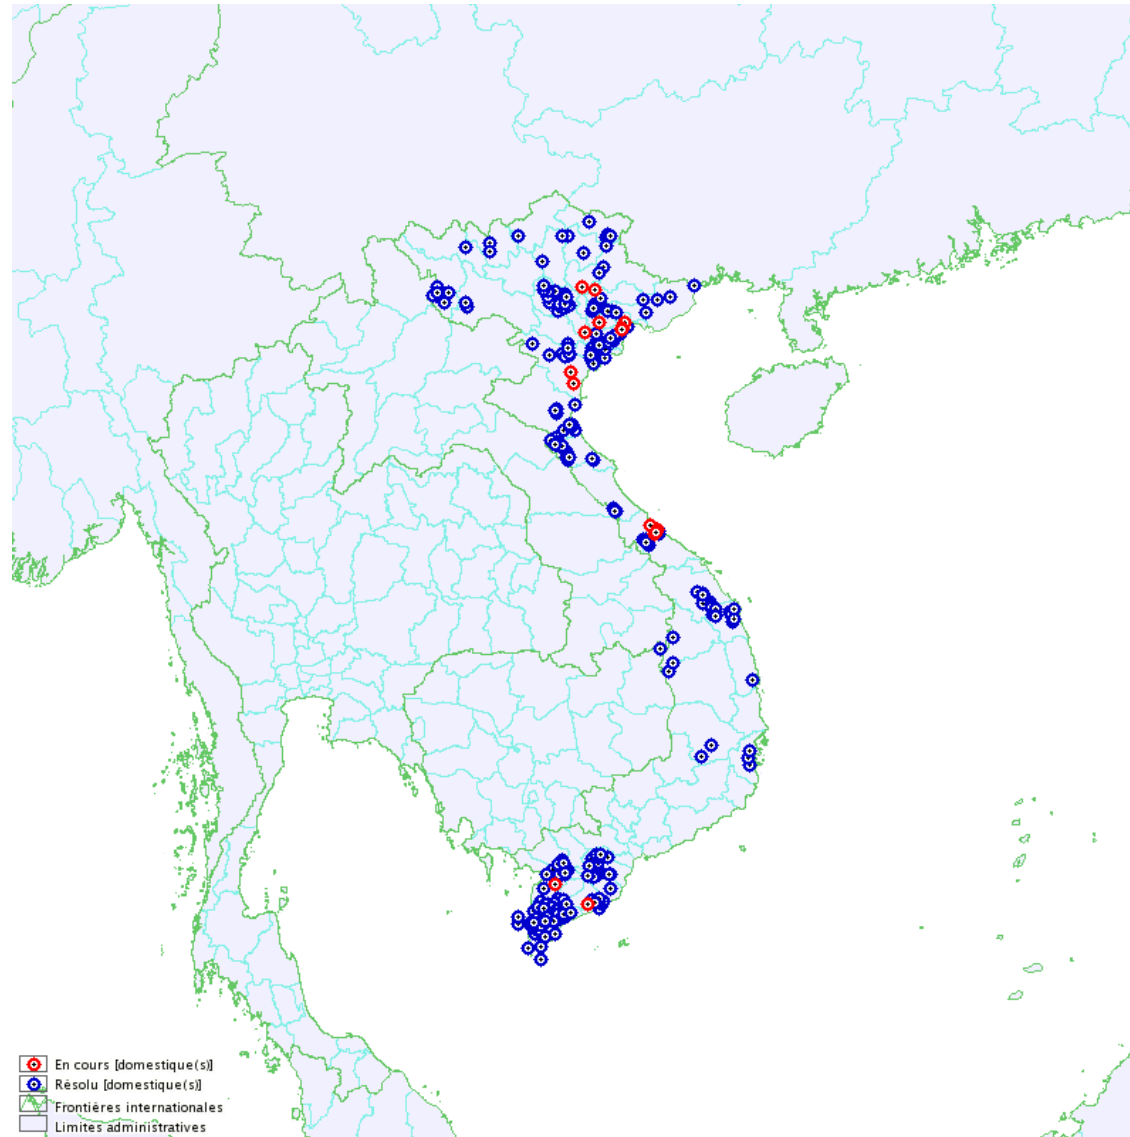 En cours [domestique(s)]
Résolu [domestique(s)]
Frontières internationales
Limites administratives